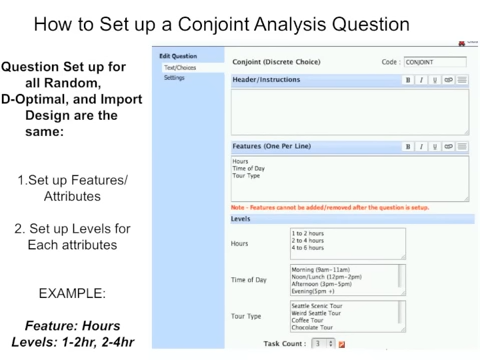 How to Set up a Conjoint Analysis Question
Question Set up for
all Random,
D-Optimal, and Import
Design are the
same:
1.Set up Features/
Attributes
2. Set up Levels for
Each attributes
EXAMPLE:
Feature: Hours
Levels: 1-2hr, 2-4hr
Edit Question
Text/Choices
Settings
Conjoint (Discrete Choice)
Code : CONJOINT
Header/Instructions
B I U
Features (One Per Line)
B I U
Hours
Time of Day
Tour Type
Note - Features cannot be added/removed after the question is setup.
Levels
Hours
1 to 2 hours
2 to 4 hours
4 to 6 hours
Time of Day
Morning (9am-11am)
Noon/Lunch (12pm-2pm)
Afternoon (3pm-5pm)
Evening(5pm +)
Tour Type
Seattle Scenic Tour
Weird Seattle Tour
Coffee Tour
Chocolate Tour
Task Count : 3